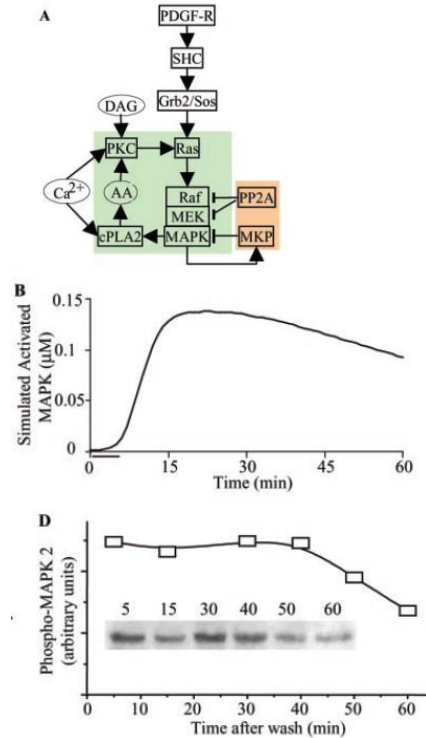 A
PDGF-R
SHC
Grb2/Sos
DAG
PKC
Ras
Ca2+
AA
Raf
PP2A
MEK
cPLA2
MAPK
MKP
B
Simulated Activated
MAPK (µM)
0.15
0.1
0.05
0
0 15 30 45 60
Time (min)
D
Phospho-MAPK 2
(arbitrary units)
5 15 30 40 50 60
0 10 20 30 40 50 60
Time after wash (min)